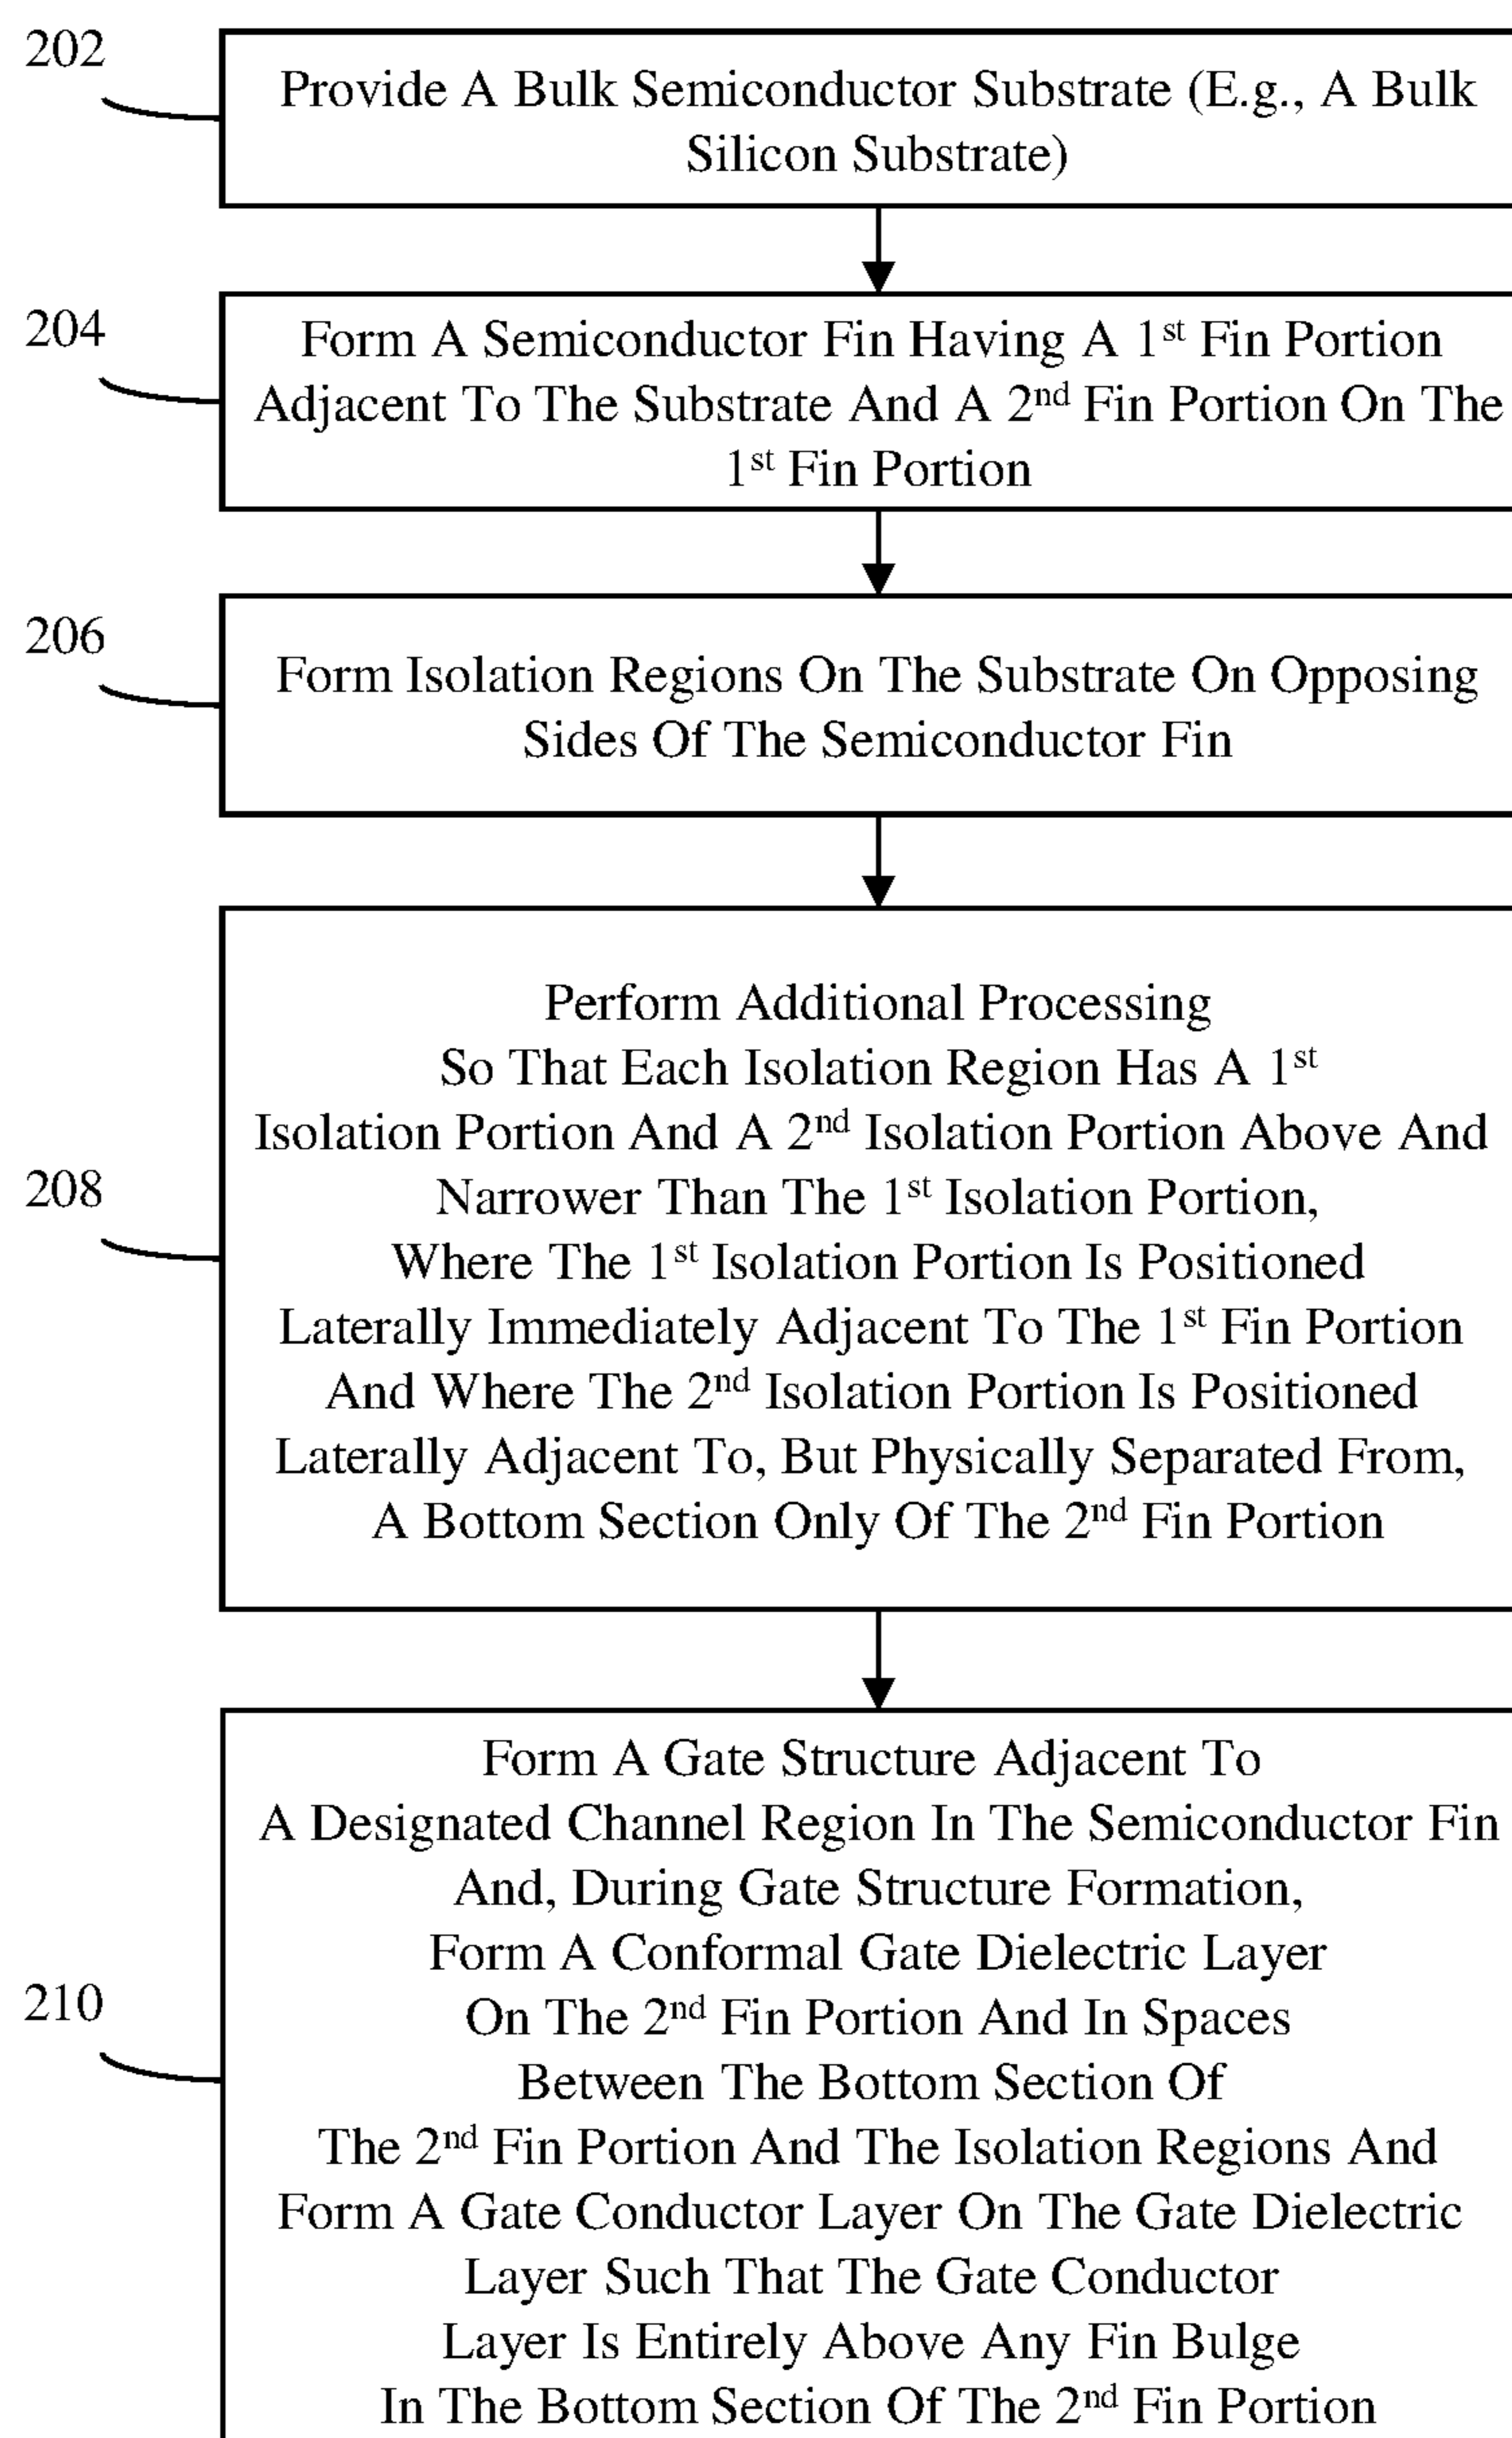 202
Provide A Bulk Semiconductor Substrate (E.g., A Bulk
Silicon Substrate)
204
Form A Semiconductor Fin Having A 1st Fin Portion
Adjacent To The Substrate And A 2nd Fin Portion On The
1st Fin Portion
206
Form Isolation Regions On The Substrate On Opposing
Sides Of The Semiconductor Fin
208
Perform Additional Processing
So That Each Isolation Region Has A 1st
Isolation Portion And A 2nd Isolation Portion Above And
Narrower Than The 1st Isolation Portion,
Where The 1st Isolation Portion Is Positioned
Laterally Immediately Adjacent To The 1st Fin Portion
And Where The 2nd Isolation Portion Is Positioned
Laterally Adjacent To, But Physically Separated From,
A Bottom Section Only Of The 2nd Fin Portion
210
Form A Gate Structure Adjacent To
A Designated Channel Region In The Semiconductor Fin
And, During Gate Structure Formation,
Form A Conformal Gate Dielectric Layer
On The 2nd Fin Portion And In Spaces
Between The Bottom Section Of
The 2nd Fin Portion And The Isolation Regions And
Form A Gate Conductor Layer On The Gate Dielectric
Layer Such That The Gate Conductor
Layer Is Entirely Above Any Fin Bulge
In The Bottom Section Of The 2nd Fin Portion